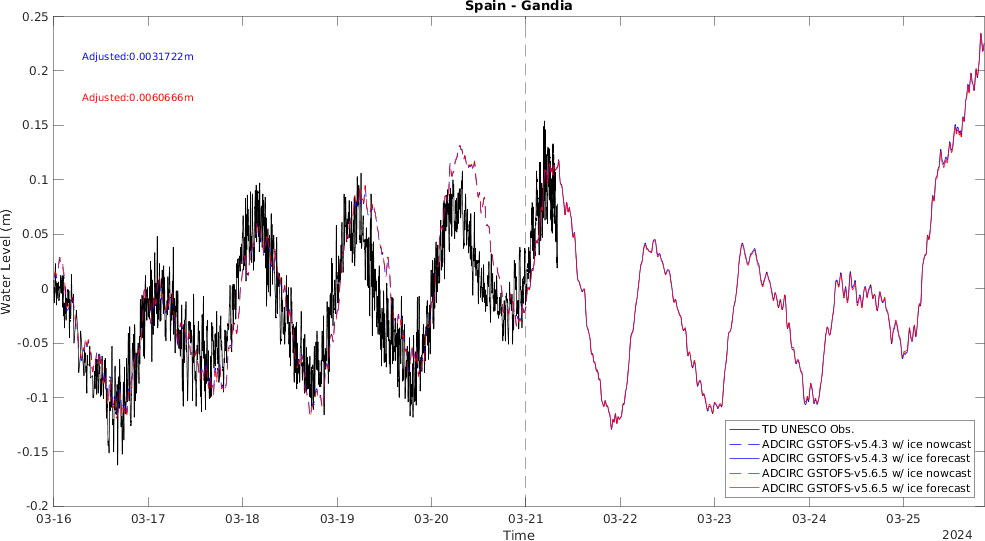 Spain - Gandia
0.25
0.2
0.15
0.1
0.05
0
-0.05
-0.1
-0.15
-0.2
Water Level (m)
Adjusted:0.0031722m
Adjusted:0.0060666m
TD UNESCO Obs.
ADCIRC GSTOFS-v5.4.3 w/ ice nowcast
ADCIRC GSTOFS-v5.4.3 w/ ice forecast
ADCIRC GSTOFS-v5.6.5 w/ ice nowcast
ADCIRC GSTOFS-v5.6.5 w/ ice forecast
03-16 03-17 03-18 03-19 03-20 03-21 03-22 03-23 03-24 03-25
Time
2024